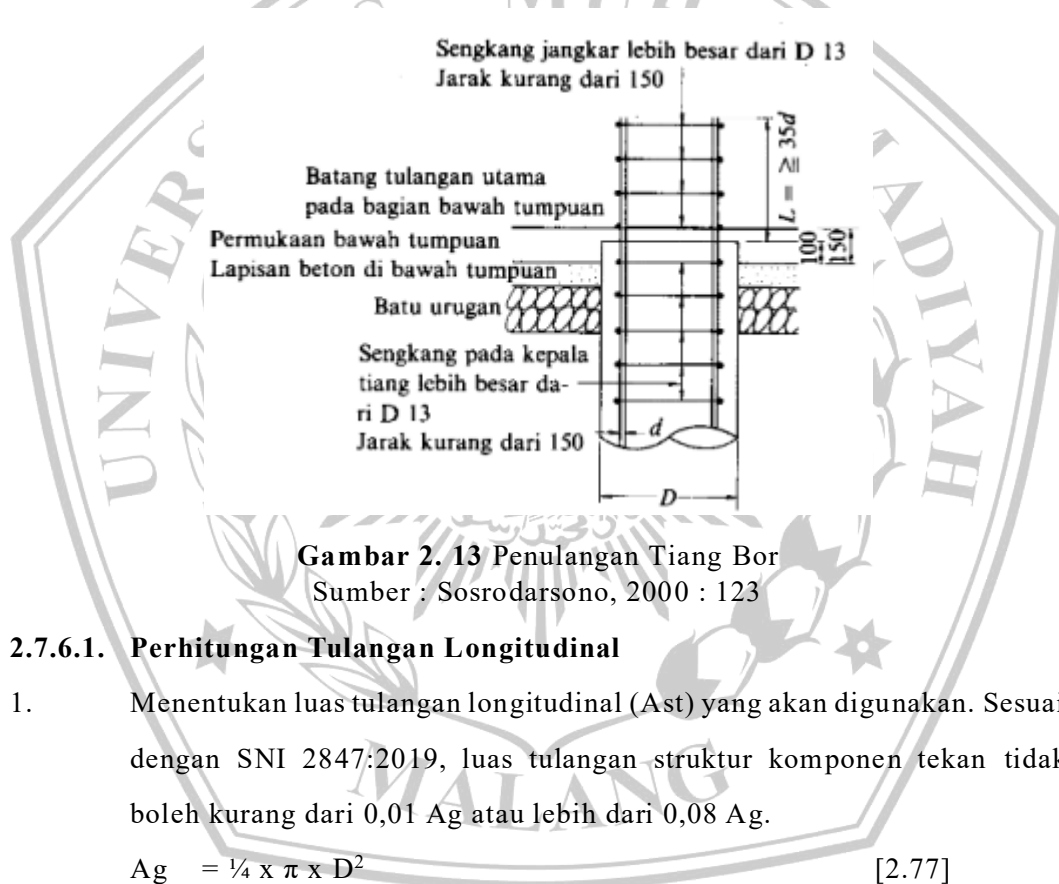 Sengkang jangkar lebih besar dari D 13
Jarak kurang dari 150
L = ≧ 35d
Batang tulangan utama
pada bagian bawah tumpuan
Permukaan bawah tumpuan
100
150
Lapisan beton di bawah tumpuan
Batu urugan
Sengkang pada kepala
tiang lebih besar da-
ri D 13
Jarak kurang dari 150
d
D
Gambar 2. 13 Penulangan Tiang Bor
Sumber : Sosrodarsono, 2000 : 123
2.7.6.1. Perhitungan Tulangan Longitudinal
1. Menentukan luas tulangan longitudinal (Ast) yang akan digunakan. Sesuai
dengan SNI 2847:2019, luas tulangan struktur komponen tekan tidak
boleh kurang dari 0,01 Ag atau lebih dari 0,08 Ag.
Ag = ¼ x π x D² [2.77]
MALANG